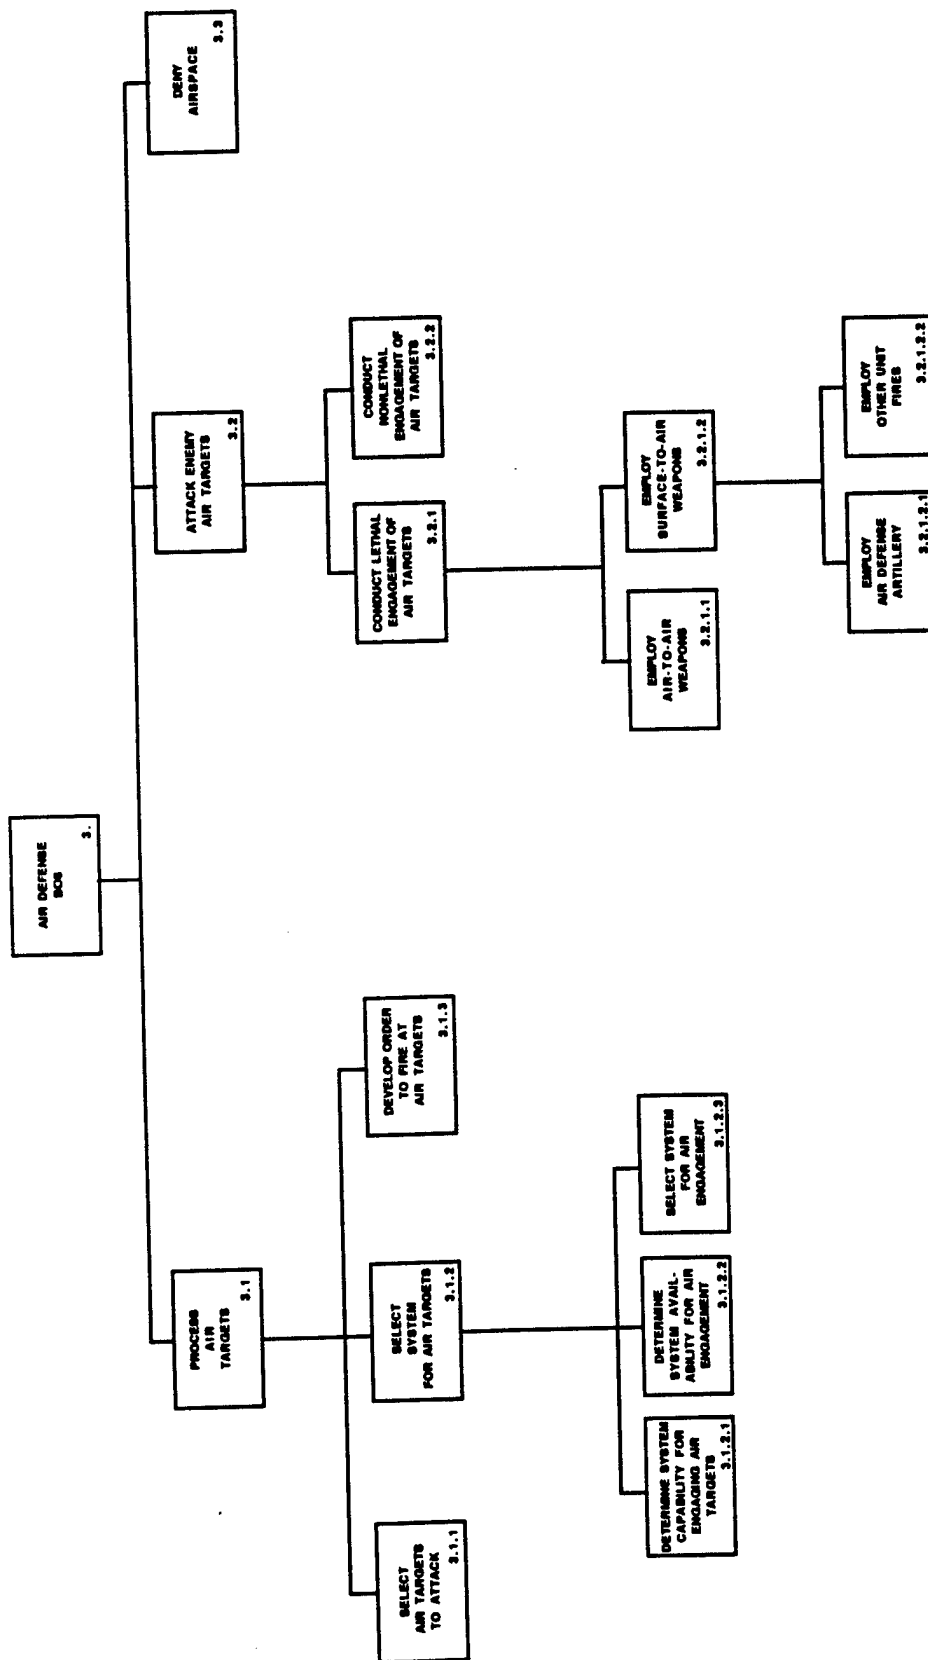 AIR DEFENSE
BOS
3.
PROCESS
AIR
TARGETS
3.1
ATTACK ENEMY
AIR TARGETS
3.2
DENY
AIRSPACE
3.3
SELECT
AIR TARGETS
TO ATTACK
3.1.1
SELECT
SYSTEM
FOR AIR TARGETS
3.1.2
DEVELOP ORDER
TO FIRE AT
AIR TARGETS
3.1.3
CONDUCT LETHAL
ENGAGEMENT OF
AIR TARGETS
3.2.1
CONDUCT
NONLETHAL
ENGAGEMENT OF
AIR TARGETS
3.2.2
DETERMINE SYSTEM
CAPABILITY FOR
ENGAGING AIR
TARGETS
3.1.2.1
DETERMINE
SYSTEM AVAIL-
ABILITY FOR AIR
ENGAGEMENT
3.1.2.2
SELECT SYSTEM
FOR AIR
ENGAGEMENT
3.1.2.3
EMPLOY
AIR-TO-AIR
WEAPONS
3.2.1.1
EMPLOY
SURFACE-TO-AIR
WEAPONS
3.2.1.2
EMPLOY
AIR DEFENSE
ARTILLERY
3.2.1.2.1
EMPLOY
OTHER UNIT
FIRES
3.2.1.2.2